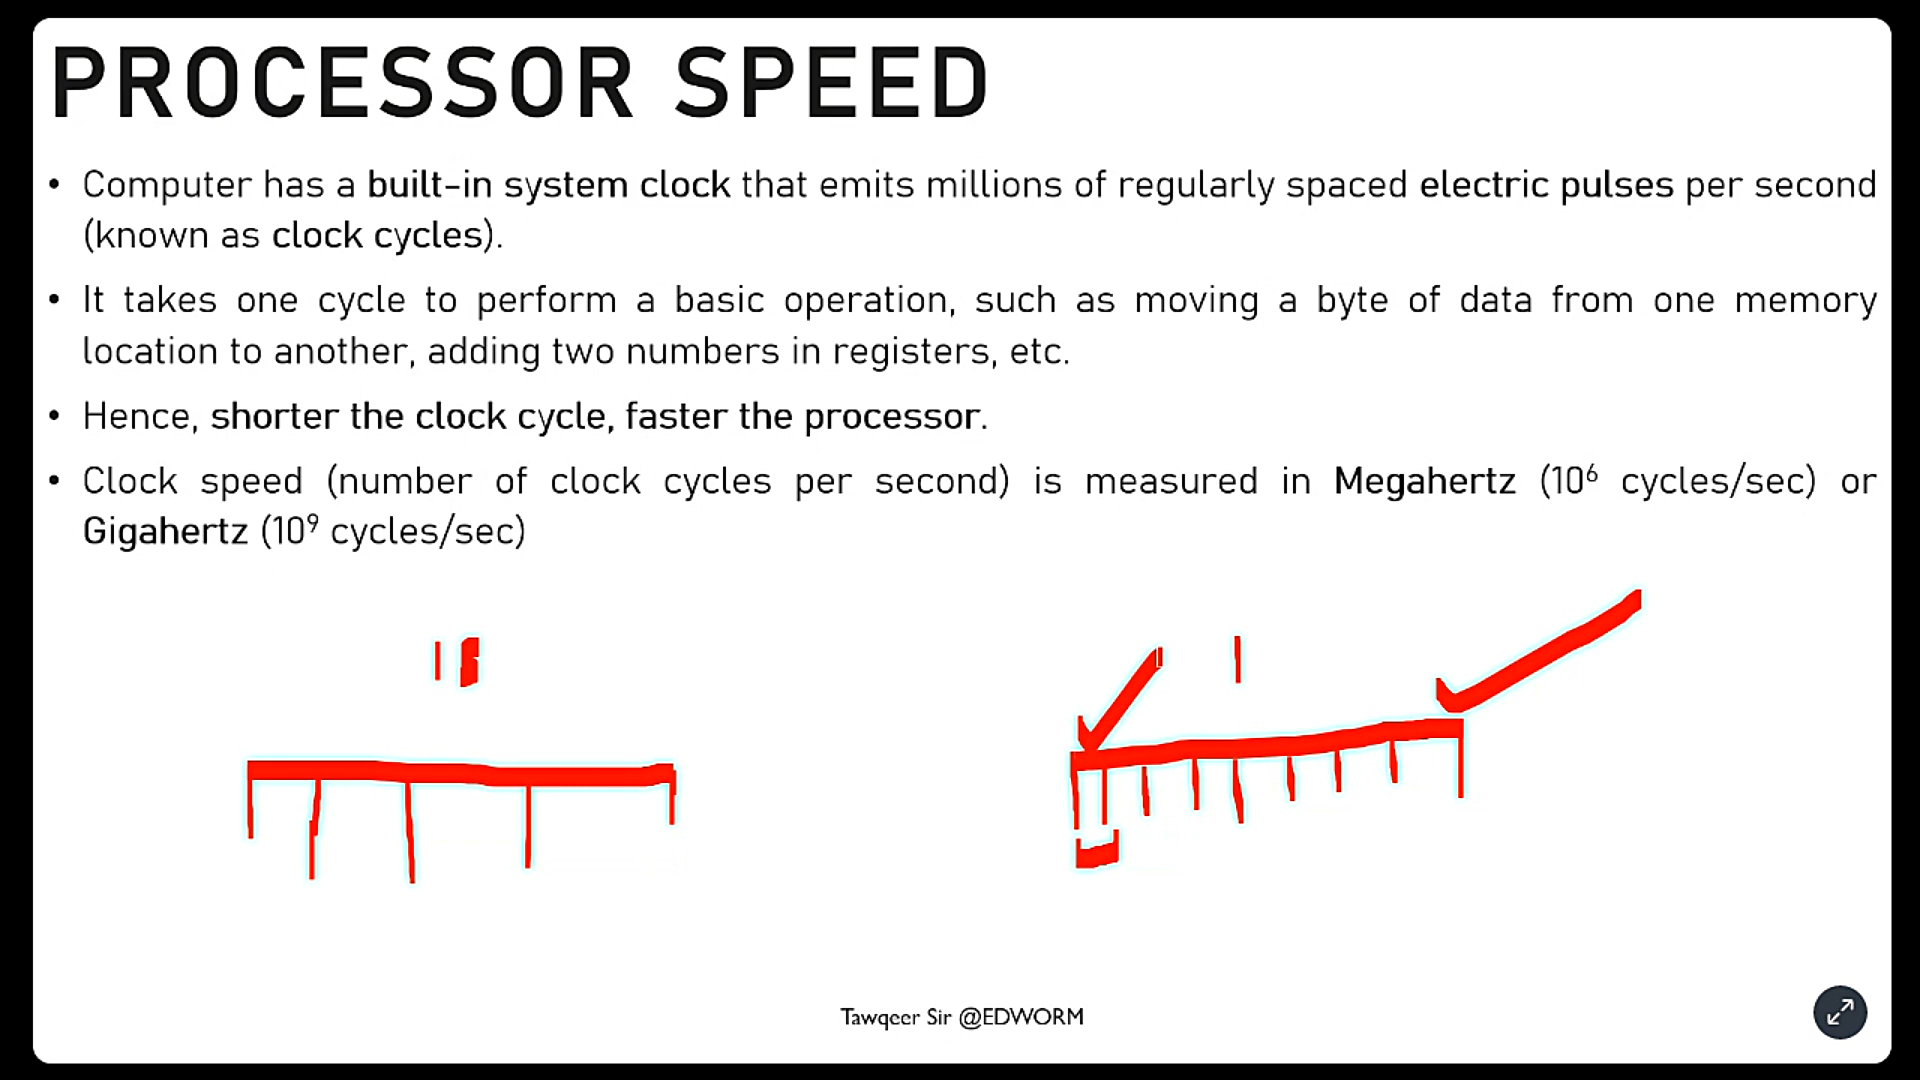 PROCESSOR SPEED
• Computer has a built-in system clock that emits millions of regularly spaced electric pulses per second
(known as clock cycles).
• It takes one cycle to perform a basic operation, such as moving a byte of data from one memory
location to another, adding two numbers in registers, etc.
• Hence, shorter the clock cycle, faster the processor.
• Clock speed (number of clock cycles per second) is measured in Megahertz (10⁶ cycles/sec) or
Gigahertz (10⁹ cycles/sec)
1s
1
Tawqeer Sir @EDWORM